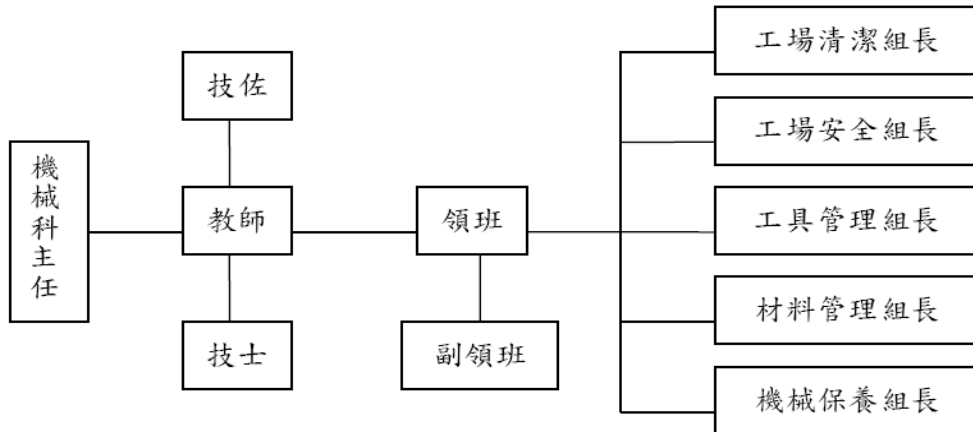 機械科主任
技佐
教師
技士
領班
副領班
工場清潔組長
工場安全組長
工具管理組長
材料管理組長
機械保養組長